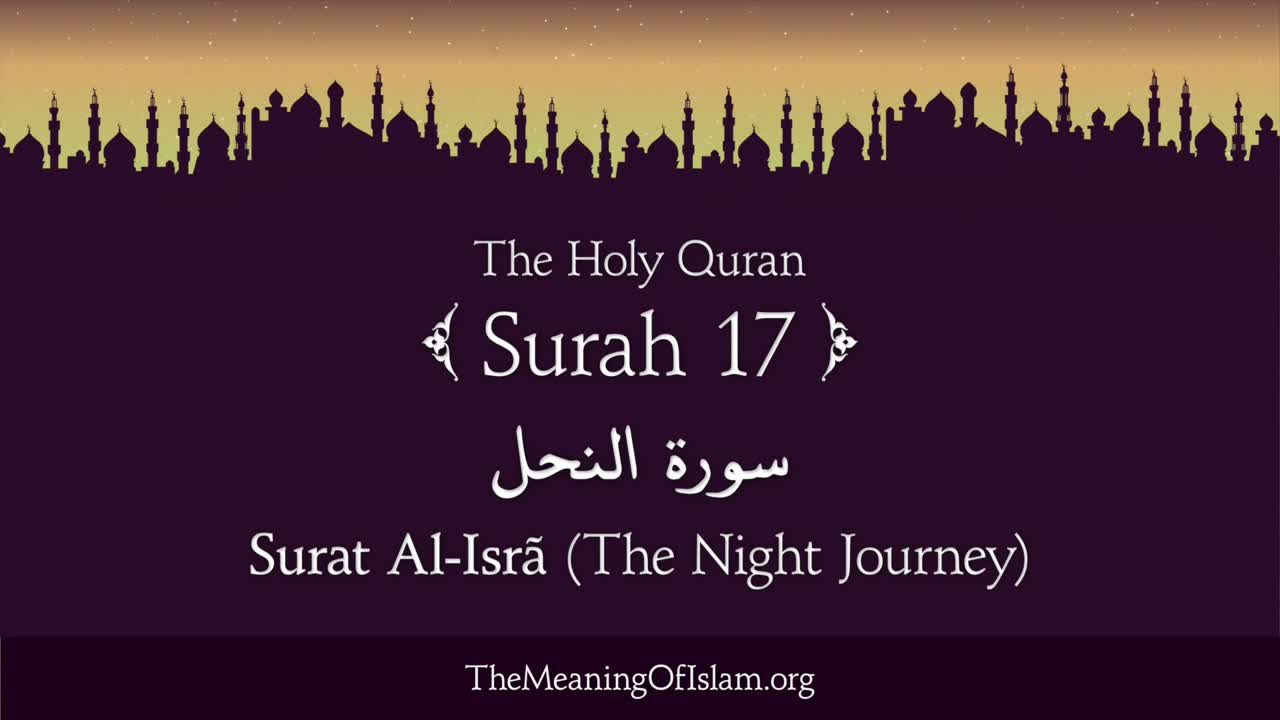 The Holy Quran
Surah 17
سورة النحل
Surat Al-Isrã (The Night Journey)
TheMeaningOfIslam.org